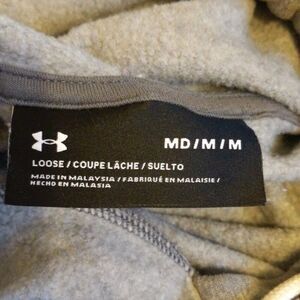 MD/M/M
LOOSE/COUPE LÂCHE/SUELTO
MADE IN MALAYSIA/FABRIQUÉ EN MALAISIE/
HECHO EN MALASIA